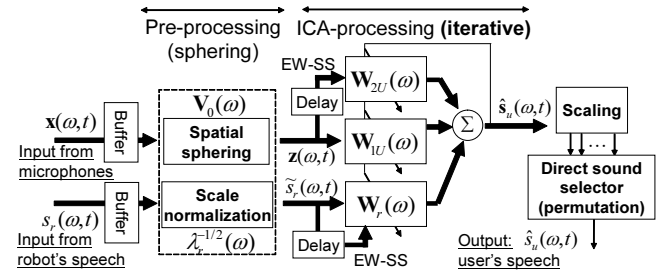 Pre-processing
(sphering)
ICA-processing (iterative)
EW-SS
V₀(ω)
W₂U(ω)
Delay
x(ω,t)
Buffer
Spatial
sphering
z(ω,t)
W₁U(ω)
Σ
ŝᵤ(ω,t)
Scaling
Input from
microphones
...
Direct sound
selector
(permutation)
sᵣ(ω,t)
Buffer
Scale
normalization
s̃ᵣ(ω,t)
Wᵣ(ω)
λᵣ^{-1/2}(ω)
Delay
EW-SS
Input from
robot's speech
Output: ŝᵤ(ω,t)
user's speech